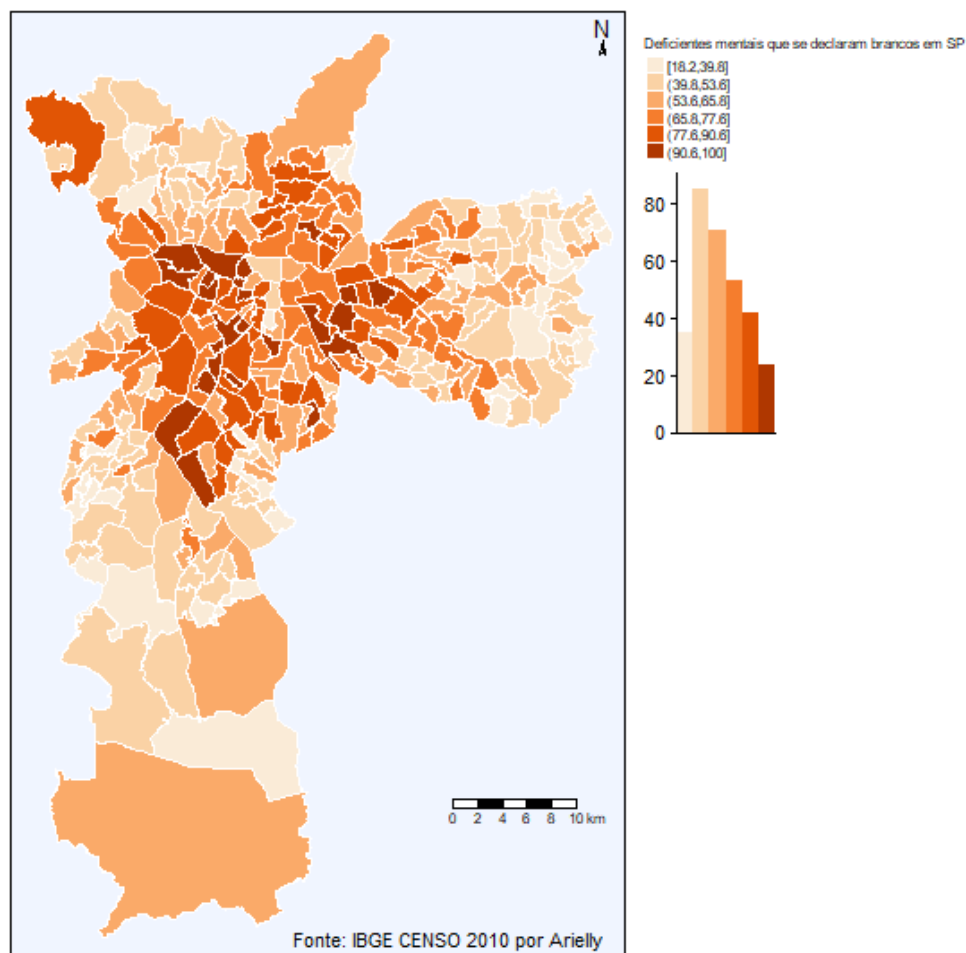 N
Deficientes mentais que se declaram brancos em SP
[18.2,39.8]
(39.8,53.6]
(53.6,65.8]
(65.8,77.6]
(77.6,90.6]
(90.6,100]
80
60
40
20
0
0 2 4 6 8 10 km
Fonte: IBGE CENSO 2010 por Arielly